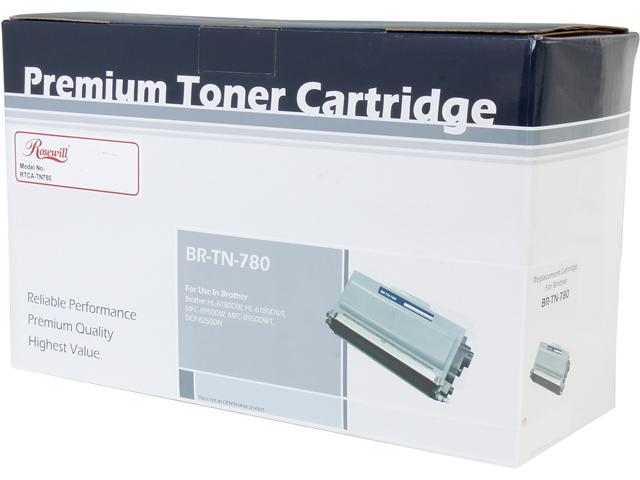 Premium Toner Cartridge
Rosewill
Model No.
RTCA-TN780
BR-TN-780
For Use In Brother
Brother HL-6180DW, HL-6180DWT,
MFC-8950DW, MFC-8950DWT,
DCP-8250DN
Reliable Performance
Premium Quality
Highest Value
This is not an OEM Brother product
Replacement Cartridge
For Brother
BR-TN-780